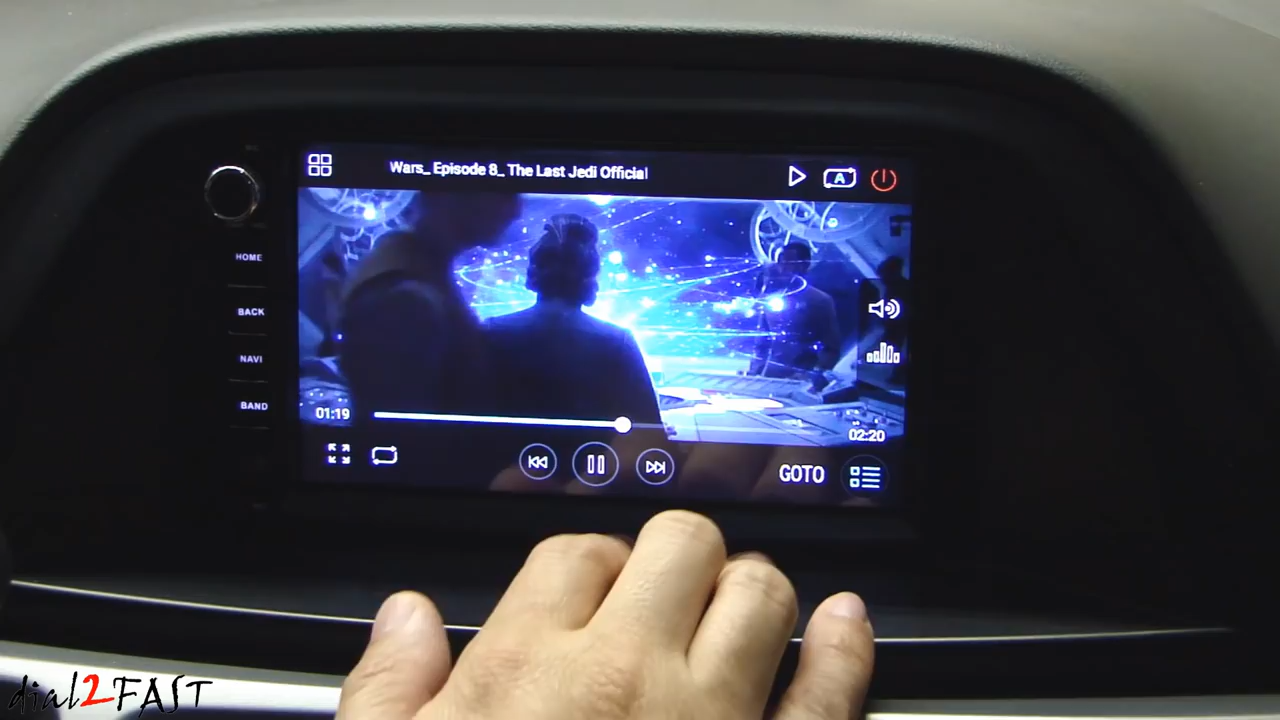 Wars_ Episode 8_ The Last Jedi Official
A
HOME
BACK
NAVI
BAND
01:19
02:20
GOTO
dial2FAST